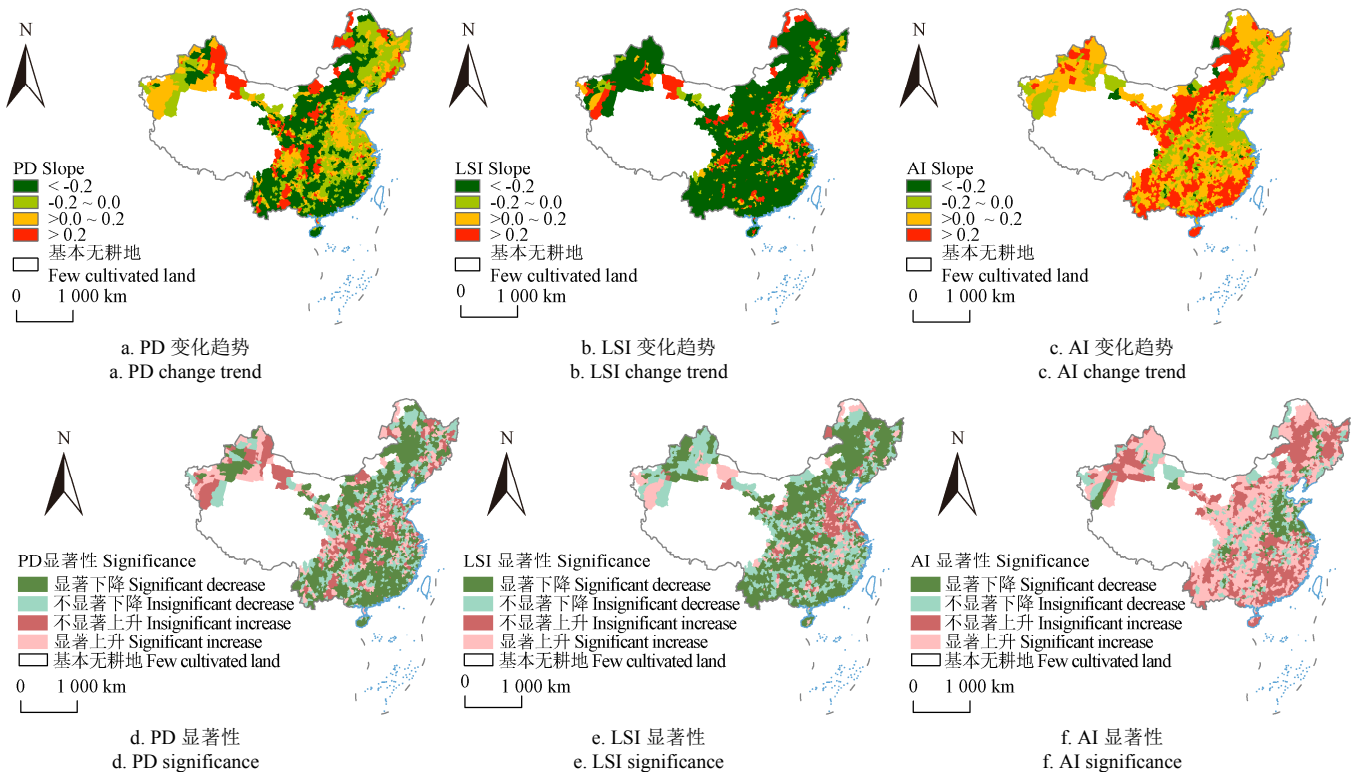 N
PD Slope
< -0.2
-0.2 ~ 0.0
>0.0 ~ 0.2
> 0.2
基本无耕地
Few cultivated land
0 1 000 km
a. PD 变化趋势
a. PD change trend
N
LSI Slope
< -0.2
-0.2 ~ 0.0
>0.0 ~ 0.2
> 0.2
基本无耕地
Few cultivated land
0 1 000 km
b. LSI 变化趋势
b. LSI change trend
N
AI Slope
< -0.2
-0.2 ~ 0.0
>0.0 ~ 0.2
> 0.2
基本无耕地
Few cultivated land
0 1 000 km
c. AI 变化趋势
c. AI change trend
N
PD显著性 Significance
显著下降 Significant decrease
不显著下降 Insignificant decrease
不显著上升 Insignificant increase
显著上升 Significant increase
基本无耕地 Few cultivated land
0 1 000 km
d. PD 显著性
d. PD significance
N
LSI 显著性 Significance
显著下降 Significant decrease
不显著下降 Insignificant decrease
不显著上升 Insignificant increase
显著上升 Significant increase
基本无耕地 Few cultivated land
0 1 000 km
e. LSI 显著性
e. LSI significance
N
AI 显著性 Significance
显著下降 Significant decrease
不显著下降 Insignificant decrease
不显著上升 Insignificant increase
显著上升 Significant increase
基本无耕地 Few cultivated land
0 1 000 km
f. AI 显著性
f. AI significance